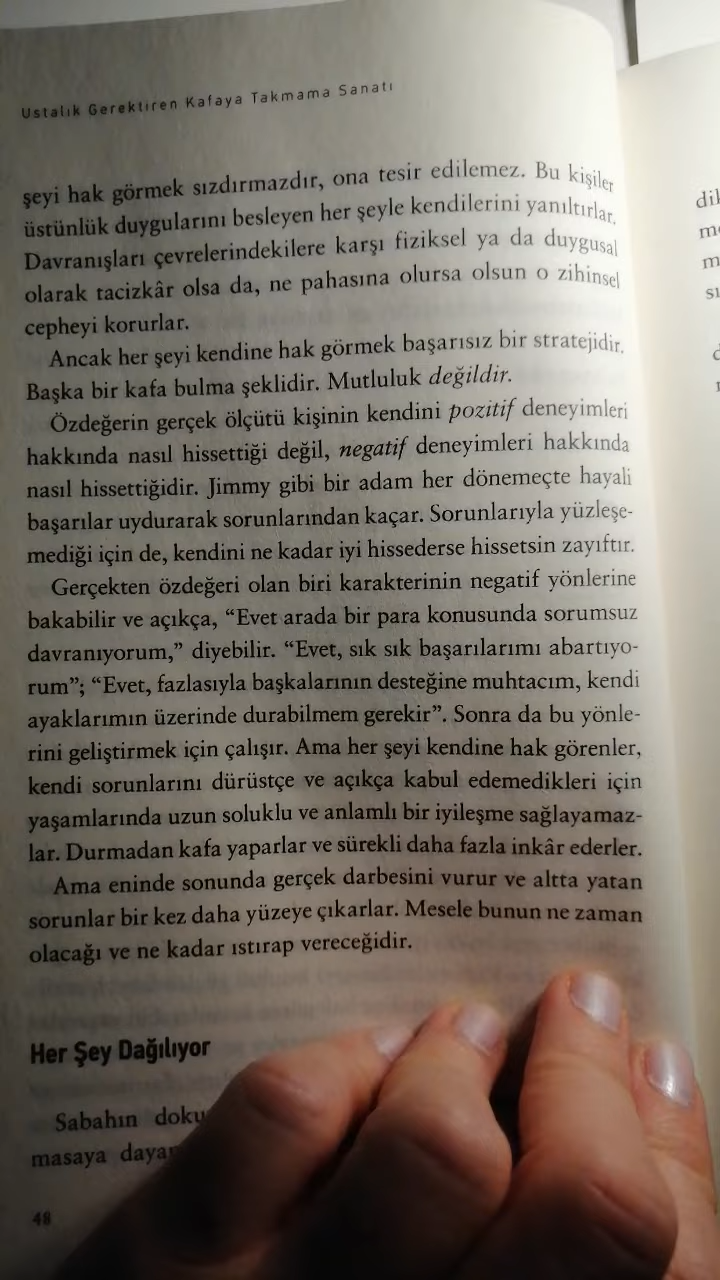 Ustalık Gerektiren Kafaya Takmama Sanatı
şeyi hak görmek sızdırmazdır, ona tesir edilemez. Bu kişiler
üstünlük duygularını besleyen her şeyle kendilerini yanıltırlar.
Davranışları çevrelerindekilere karşı fiziksel ya da duygusal
olarak tacizkâr olsa da, ne pahasına olursa olsun o zihinsel
cepheyi korurlar.
Ancak her şeyi kendine hak görmek başarısız bir stratejidir.
Başka bir kafa bulma şeklidir. Mutluluk değildir.
Özdeğerin gerçek ölçütü kişinin kendini pozitif deneyimleri
hakkında nasıl hissettiği değil, negatif deneyimleri hakkında
nasıl hissettiğidir. Jimmy gibi bir adam her dönemeçte hayali
başarılar uydurarak sorunlarından kaçar. Sorunlarıyla yüzleşe-
mediği için de, kendini ne kadar iyi hissederse hissetsin zayıftır.
Gerçekten özdeğeri olan biri karakterinin negatif yönlerine
bakabilir ve açıkça, “Evet arada bir para konusunda sorumsuz
davranıyorum,” diyebilir. “Evet, sık sık başarılarımı abartıyo-
rum”; “Evet, fazlasıyla başkalarının desteğine muhtacım, kendi
ayaklarımın üzerinde durabilmem gerekir”. Sonra da bu yönle-
rini geliştirmek için çalışır. Ama her şeyi kendine hak görenler,
kendi sorunlarını dürüstçe ve açıkça kabul edemedikleri için
yaşamlarında uzun soluklu ve anlamlı bir iyileşme sağlayamaz-
lar. Durmadan kafa yaparlar ve sürekli daha fazla inkâr ederler.
Ama eninde sonunda gerçek darbesini vurur ve altta yatan
sorunlar bir kez daha yüzeye çıkarlar. Mesele bunun ne zaman
olacağı ve ne kadar ıstırap vereceğidir.
Her Şey Dağılıyor
Sabahın doku
masaya dayar
48